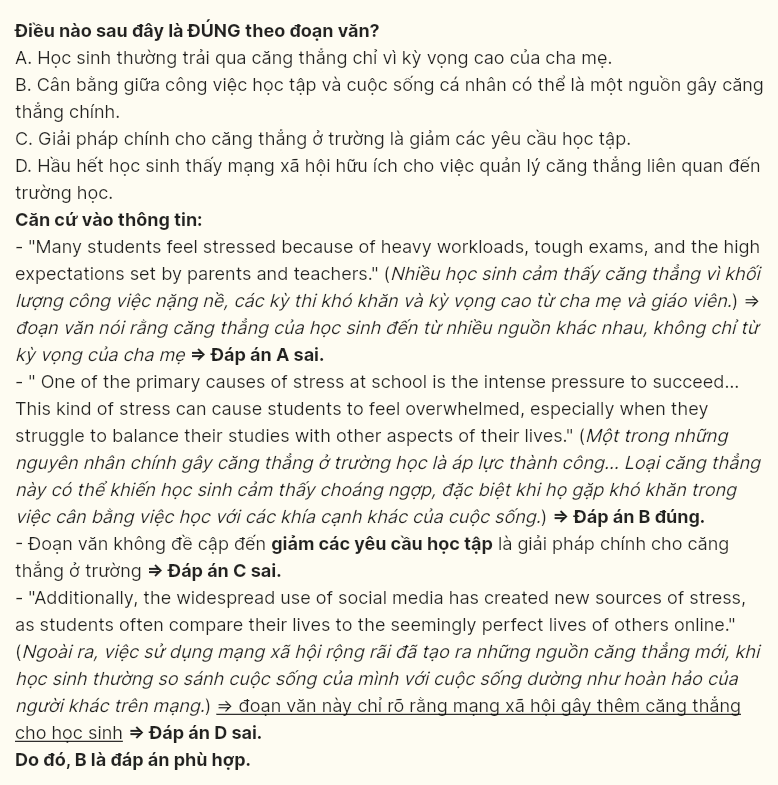 Điều nào sau đây là ĐÚNG theo đoạn văn?
A. Học sinh thường trải qua căng thẳng chỉ vì kỳ vọng cao của cha mẹ.
B. Cân bằng giữa công việc học tập và cuộc sống cá nhân có thể là một nguồn gây căng
thẳng chính.
C. Giải pháp chính cho căng thẳng ở trường là giảm các yêu cầu học tập.
D. Hầu hết học sinh thấy mạng xã hội hữu ích cho việc quản lý căng thẳng liên quan đến
trường học.
Căn cứ vào thông tin:
- "Many students feel stressed because of heavy workloads, tough exams, and the high
expectations set by parents and teachers." (Nhiều học sinh cảm thấy căng thẳng vì khối
lượng công việc nặng nề, các kỳ thi khó khăn và kỳ vọng cao từ cha mẹ và giáo viên.) ⇒
đoạn văn nói rằng căng thẳng của học sinh đến từ nhiều nguồn khác nhau, không chỉ từ
kỳ vọng của cha mẹ ⇒ Đáp án A sai.
- " One of the primary causes of stress at school is the intense pressure to succeed...
This kind of stress can cause students to feel overwhelmed, especially when they
struggle to balance their studies with other aspects of their lives." (Một trong những
nguyên nhân chính gây căng thẳng ở trường học là áp lực thành công... Loại căng thẳng
này có thể khiến học sinh cảm thấy choáng ngợp, đặc biệt khi họ gặp khó khăn trong
việc cân bằng việc học với các khía cạnh khác của cuộc sống.) ⇒ Đáp án B đúng.
- Đoạn văn không đề cập đến giảm các yêu cầu học tập là giải pháp chính cho căng
thẳng ở trường ⇒ Đáp án C sai.
- "Additionally, the widespread use of social media has created new sources of stress,
as students often compare their lives to the seemingly perfect lives of others online."
(Ngoài ra, việc sử dụng mạng xã hội rộng rãi đã tạo ra những nguồn căng thẳng mới, khi
học sinh thường so sánh cuộc sống của mình với cuộc sống dường như hoàn hảo của
người khác trên mạng.) ⇒ đoạn văn này chỉ rõ rằng mạng xã hội gây thêm căng thẳng
cho học sinh ⇒ Đáp án D sai.
Do đó, B là đáp án phù hợp.